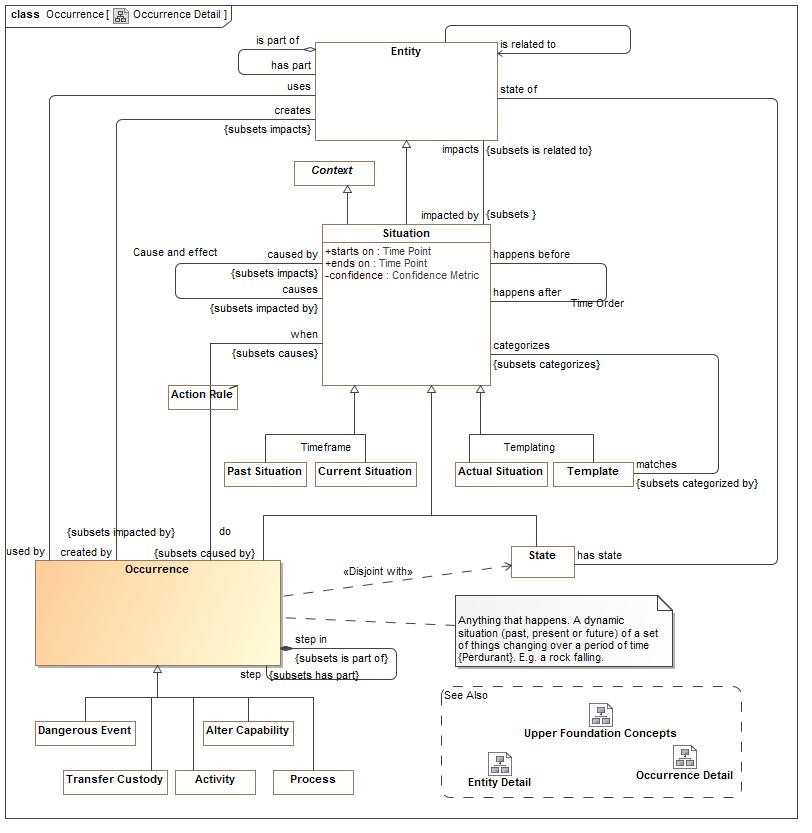 class Occurrence [ Occurrence Detail ]
is part of
Entity
is related to
has part
uses
state of
creates
{subsets impacts}
impacts {subsets is related to}
Context
impacted by {subsets }
Situation
Cause and effect
caused by
+starts on : Time Point
happens before
{subsets impacts}
+ends on : Time Point
-confidence : Confidence Metric
causes
happens after
{subsets impacted by}
Time Order
when
categorizes
{subsets causes}
{subsets categorizes}
Action Rule
Timeframe
Templating
Past Situation
Current Situation
Actual Situation
Template
matches
{subsets categorized by}
{subsets impacted by}
do
used by
created by
{subsets caused by}
State
has state
Occurrence
«Disjoint with»
Anything that happens. A dynamic
situation (past, present or future) of a set
of things changing over a period of time
{Perdurant}. E.g. a rock falling.
step in
{subsets is part of}
step
{subsets has part}
See Also
Dangerous Event
Alter Capability
Upper Foundation Concepts
Transfer Custody
Activity
Process
Entity Detail
Occurrence Detail